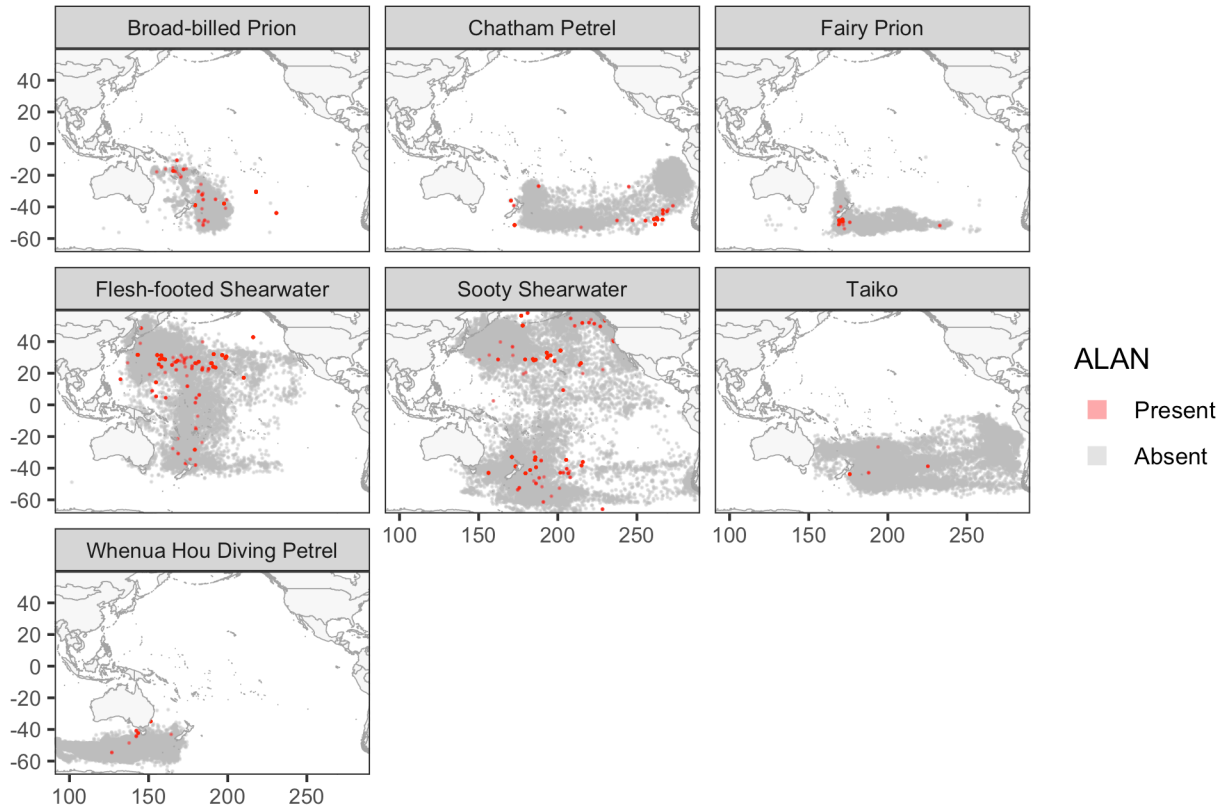 Broad-billed Prion
Chatham Petrel
Fairy Prion
40
20
0
-20
-40
-60
Flesh-footed Shearwater
Sooty Shearwater
Taiko
40
20
0
-20
-40
-60
100 150 200 250
100 150 200 250
Whenua Hou Diving Petrel
40
20
0
-20
-40
-60
100 150 200 250
ALAN
Present
Absent